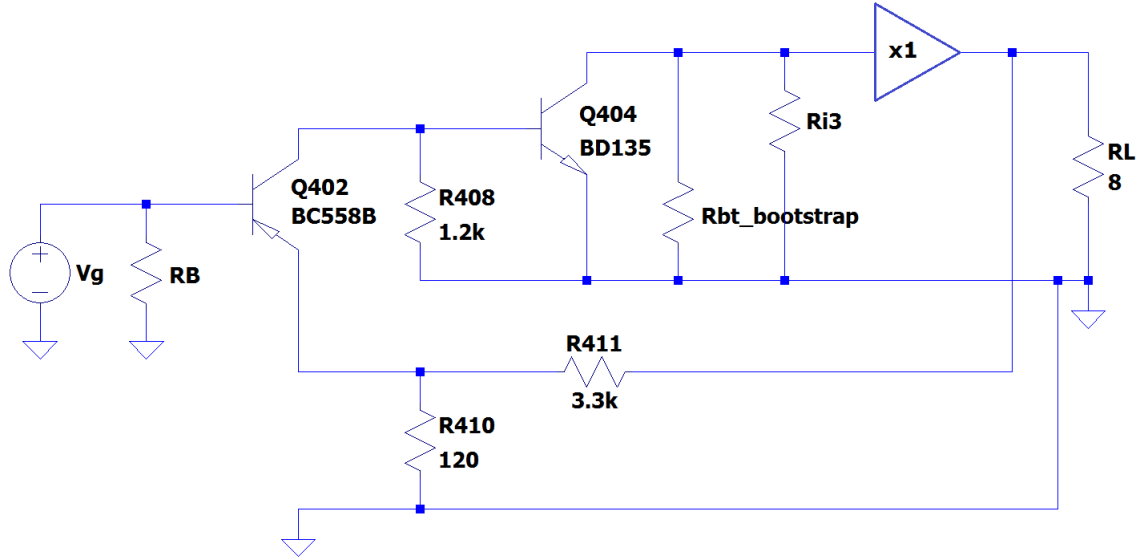 x1
Q404
BD135
Ri3
RL
8
Q402
BC558B
R408
1.2k
Rbt_bootstrap
+
Vg
−
RB
R411
3.3k
R410
120